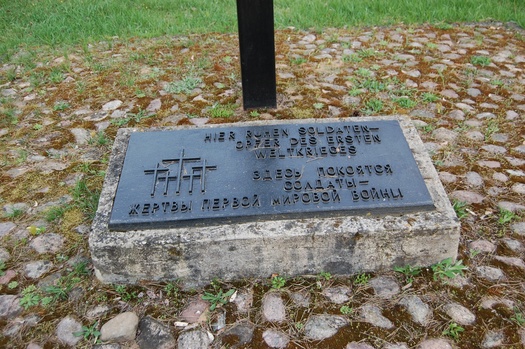 HIER RUHEN SOLDATEN-
OPFER DES ERSTEN
WELTKRIEGES
ЗДЕСЬ ПОКОЯТСЯ
СОЛДАТЫ-
ЖЕРТВЫ ПЕРВОЙ МИРОВОЙ ВОЙНЫ